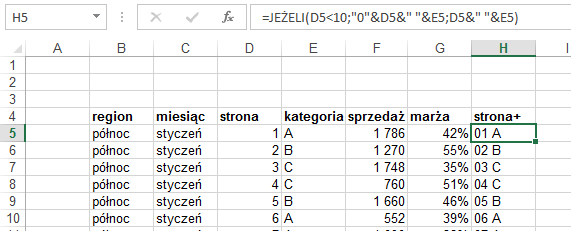 H5 fx =JEŻELI(D5<10;"0"&D5&" "&E5;D5&" "&E5)
A B C D E F G H I
1
2
3
4 region miesiąc strona kategoria sprzedaż marża strona+
5 północ styczeń 1 A 1 786 42% 01 A
6 północ styczeń 2 B 1 270 55% 02 B
7 północ styczeń 3 C 1 748 35% 03 C
8 północ styczeń 4 C 760 51% 04 C
9 północ styczeń 5 B 1 660 46% 05 B
10 północ styczeń 6 A 552 39% 06 A